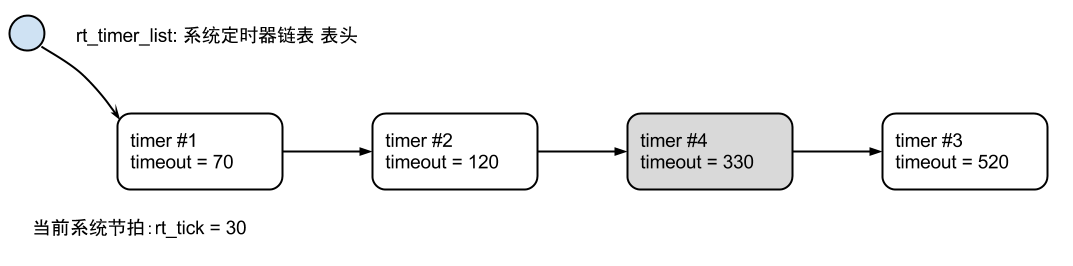 rt_timer_list: 系统定时器链表 表头
timer #1
timeout = 70
timer #2
timeout = 120
timer #4
timeout = 330
timer #3
timeout = 520
当前系统节拍：rt_tick = 30